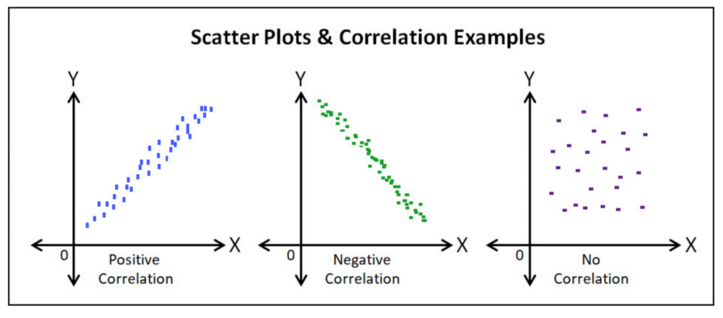 Scatter Plots & Correlation Examples
Y
Y
Y
X
X
X
0
0
0
Positive
Correlation
Negative
Correlation
No
Correlation